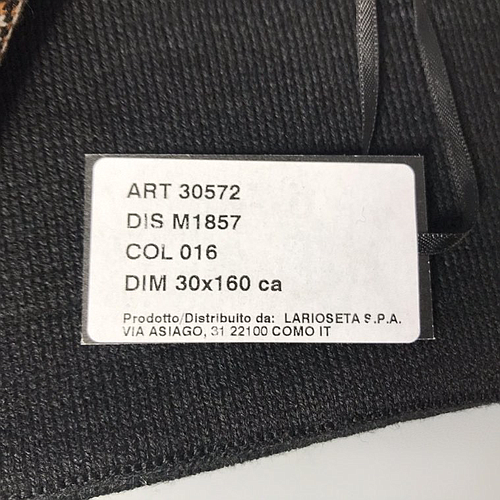 ART 30572
DIS M1857
COL 016
DIM 30x160 ca
Prodotto/Distribuito da: LARIOSETA S.P.A.
VIA ASIAGO, 31 22100 COMO IT